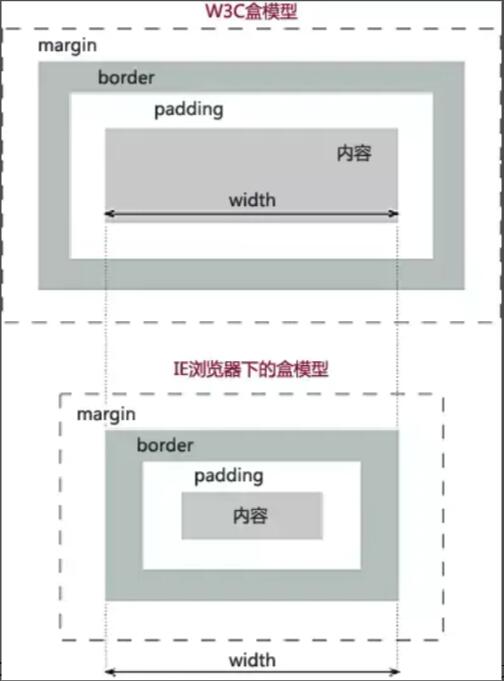 W3C盒模型
margin
border
padding
内容
width
IE浏览器下的盒模型
margin
border
padding
内容
width